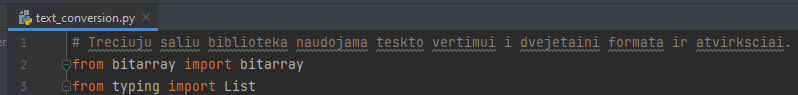 text_conversion.py
1 # Treciuju saliu biblioteka naudojama teskto vertimui i dvejetaini formata ir atvirksciai.
2 from bitarray import bitarray
3 from typing import List